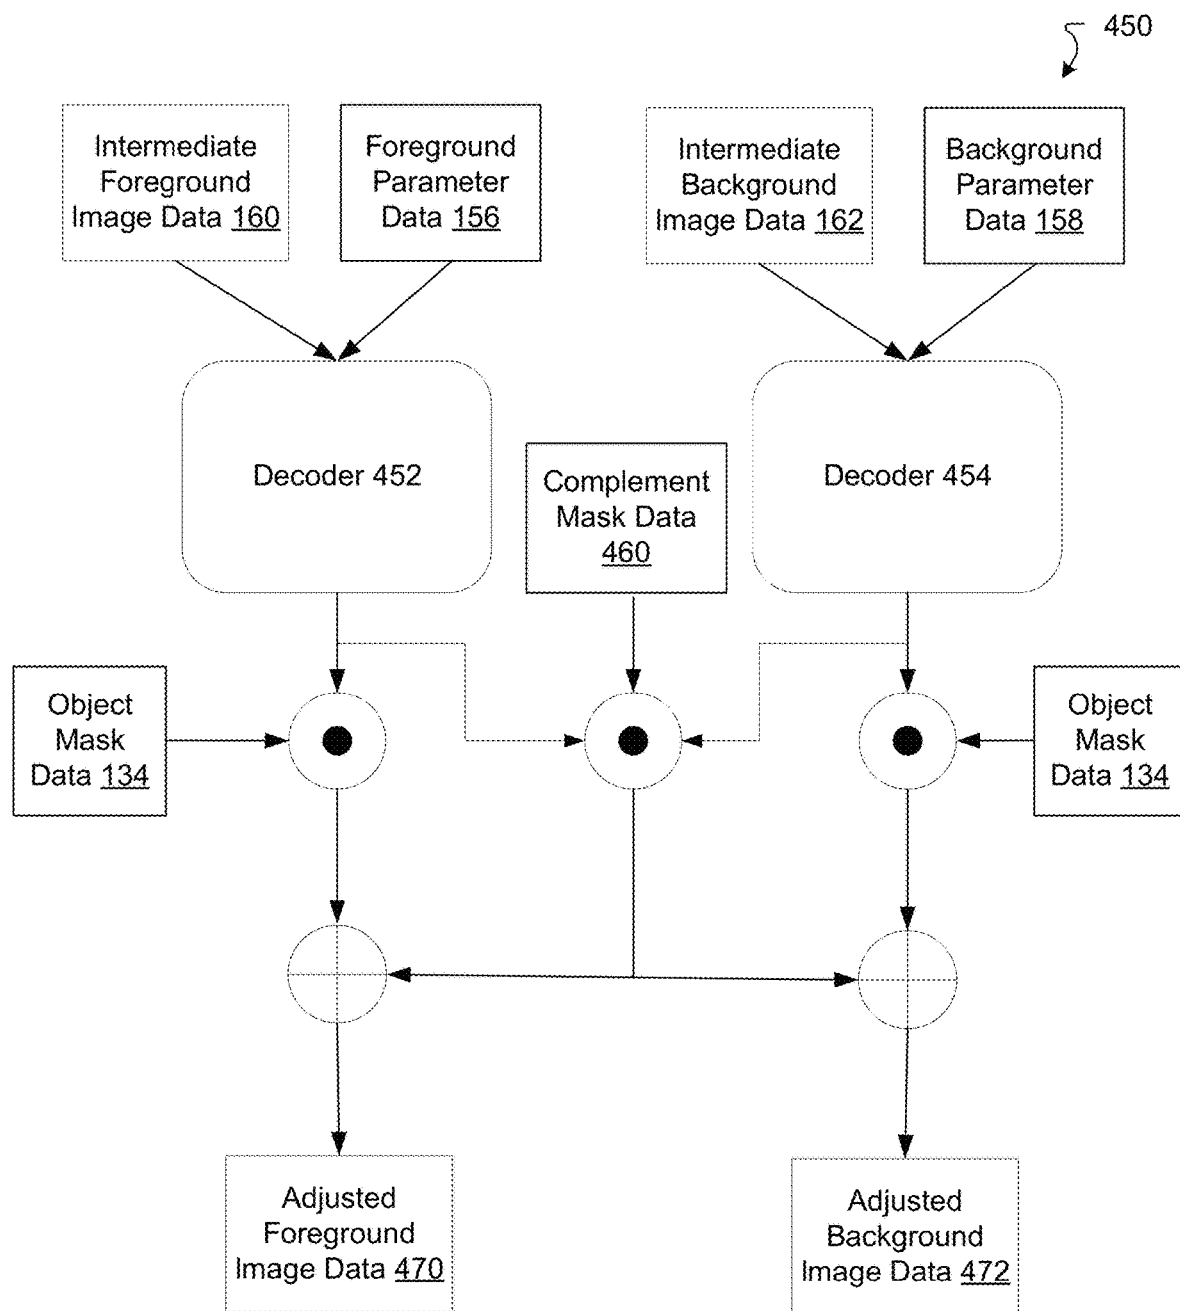 450
Intermediate
Foreground
Image Data 160
Foreground
Parameter
Data 156
Intermediate
Background
Image Data 162
Background
Parameter
Data 158
Decoder 452
Complement
Mask Data
460
Decoder 454
Object
Mask
Data 134
Object
Mask
Data 134
Adjusted
Foreground
Image Data 470
Adjusted
Background
Image Data 472